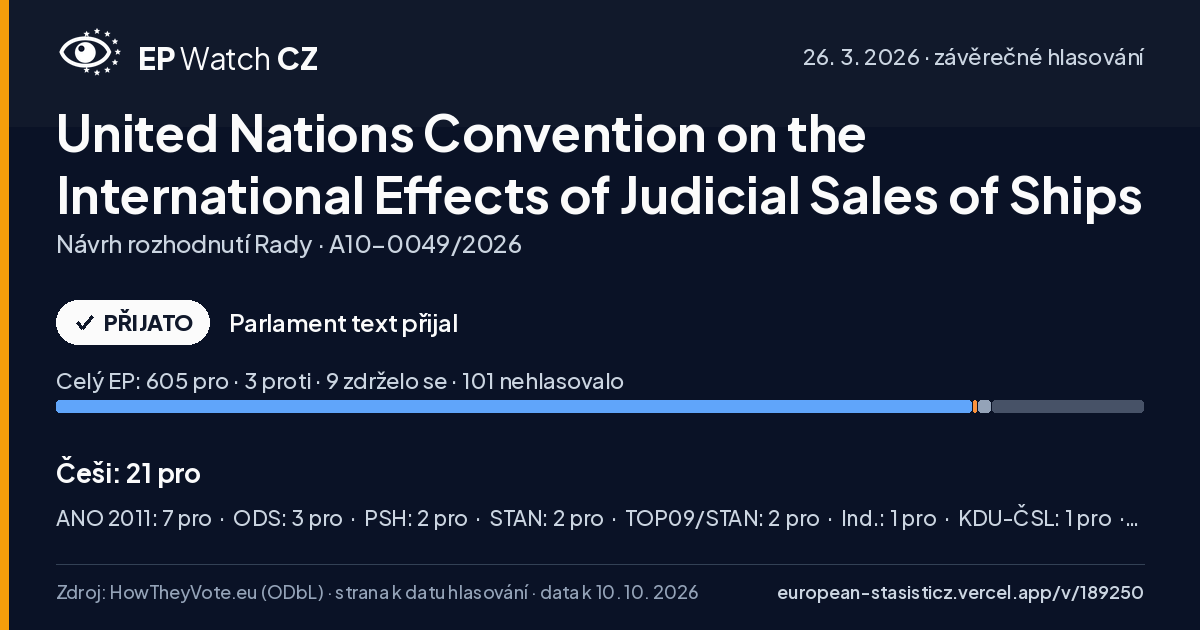 EP Watch CZ
26. 3. 2026 · závěrečné hlasování
United Nations Convention on the
International Effects of Judicial Sales of Ships
Návrh rozhodnutí Rady · A10-0049/2026
✓ PŘIJATO Parlament text přijal
Celý EP: 605 pro · 3 proti · 9 zdrželo se · 101 nehlasovalo
Češi: 21 pro
ANO 2011: 7 pro · ODS: 3 pro · PSH: 2 pro · STAN: 2 pro · TOP09/STAN: 2 pro · Ind.: 1 pro · KDU-ČSL: 1 pro ·…
Zdroj: HowTheyVote.eu (ODbL) · strana k datu hlasování · data k 10. 10. 2026
european-stasisticz.vercel.app/v/189250